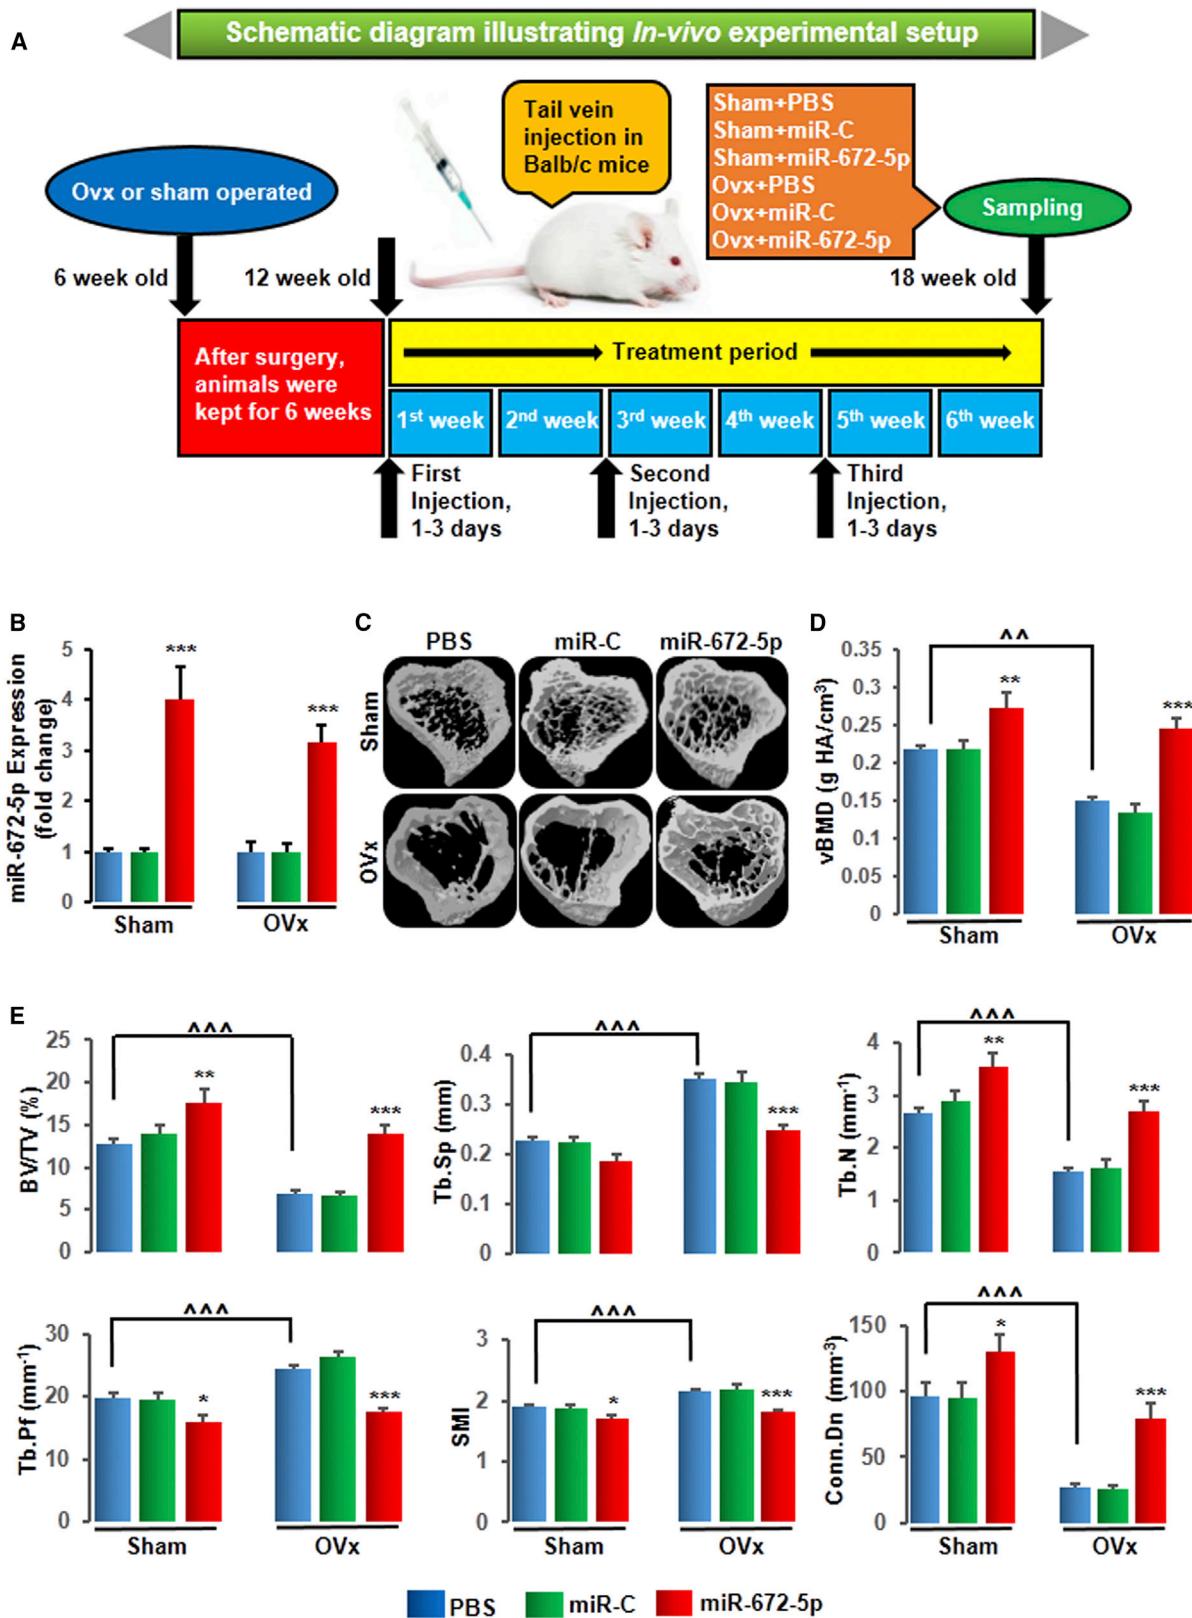 A
Schematic diagram illustrating In-vivo experimental setup
Tail vein
injection in
Balb/c mice
Sham+PBS
Sham+miR-C
Sham+miR-672-5p
Ovx+PBS
Ovx+miR-C
Ovx+miR-672-5p
Ovx or sham operated
Sampling
6 week old
12 week old
18 week old
After surgery,
animals were
kept for 6 weeks
Treatment period
1st week
2nd week
3rd week
4th week
5th week
6th week
First
Injection,
1-3 days
Second
Injection,
1-3 days
Third
Injection,
1-3 days
B
miR-672-5p Expression
(fold change)
5
4
3
2
1
0
***
***
Sham
OVx
C
PBS
miR-C
miR-672-5p
Sham
OVx
D
vBMD (g HA/cm3)
0.35
0.3
0.25
0.2
0.15
0.1
0.05
0
^^
**
***
Sham
OVx
E
BV/TV (%)
25
20
15
10
5
0
^^^
**
***
Tb.Sp (mm)
0.4
0.3
0.2
0.1
0
^^^
***
Tb.N (mm-1)
4
3
2
1
0
^^^
**
***
Tb.Pf (mm-1)
30
20
10
0
^^^
*
***
Sham
OVx
SMI
3
2
1
0
^^^
*
***
Sham
OVx
Conn.Dn (mm-3)
150
100
50
0
^^^
*
***
Sham
OVx
PBS
miR-C
miR-672-5p